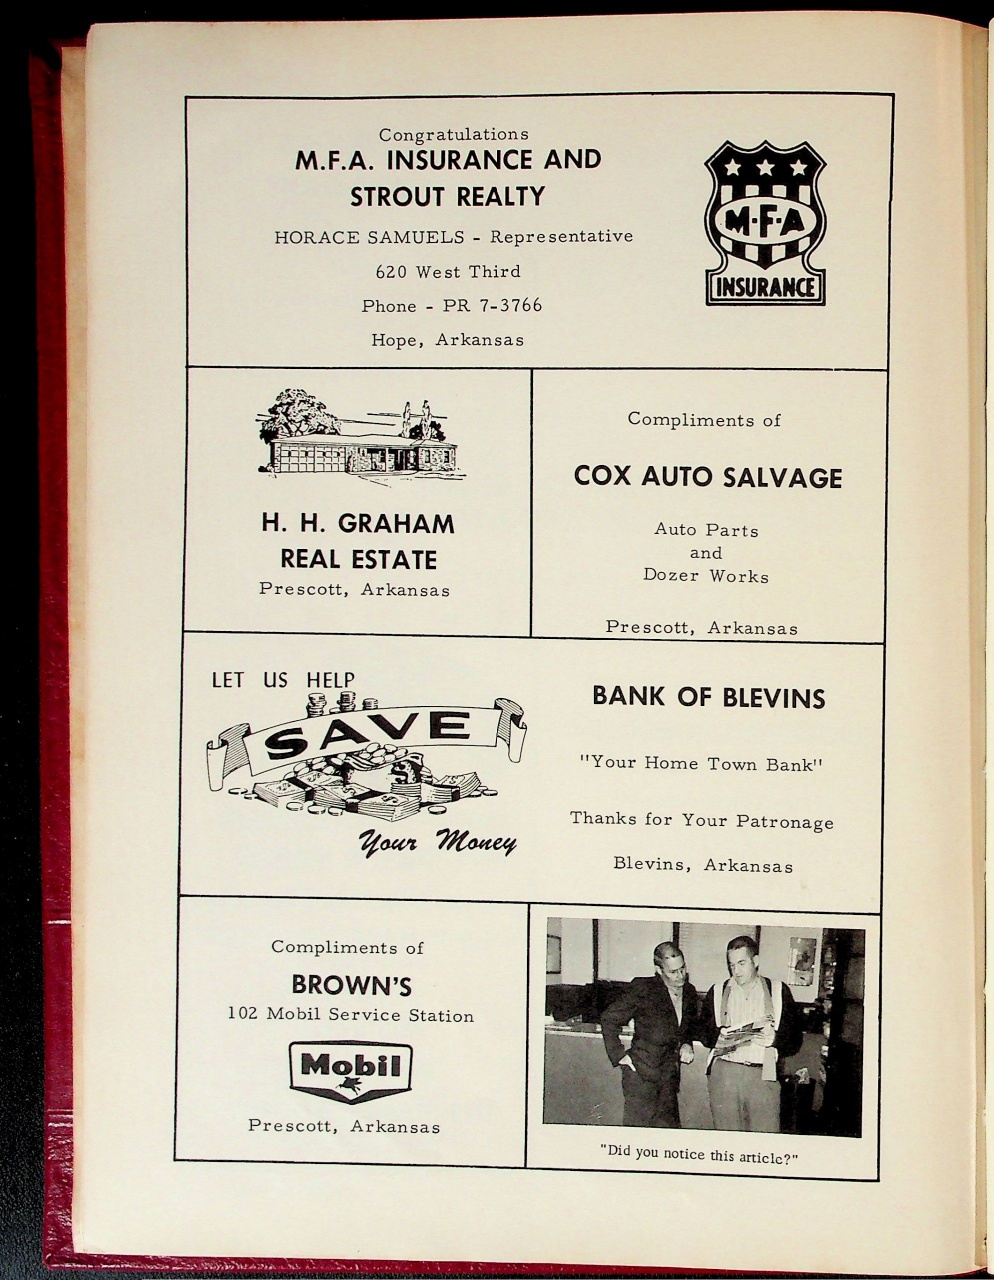 Congratulations
M.F.A. INSURANCE AND
STROUT REALTY
HORACE SAMUELS - Representative
620 West Third
Phone - PR 7-3766
Hope, Arkansas
M·F·A
INSURANCE
H. H. GRAHAM
REAL ESTATE
Prescott, Arkansas
Compliments of
COX AUTO SALVAGE
Auto Parts
and
Dozer Works
Prescott, Arkansas
LET US HELP
SAVE
$
$
$
$
Your Money
BANK OF BLEVINS
"Your Home Town Bank"
Thanks for Your Patronage
Blevins, Arkansas
Compliments of
BROWN'S
102 Mobil Service Station
Mobil
Prescott, Arkansas
"Did you notice this article?"